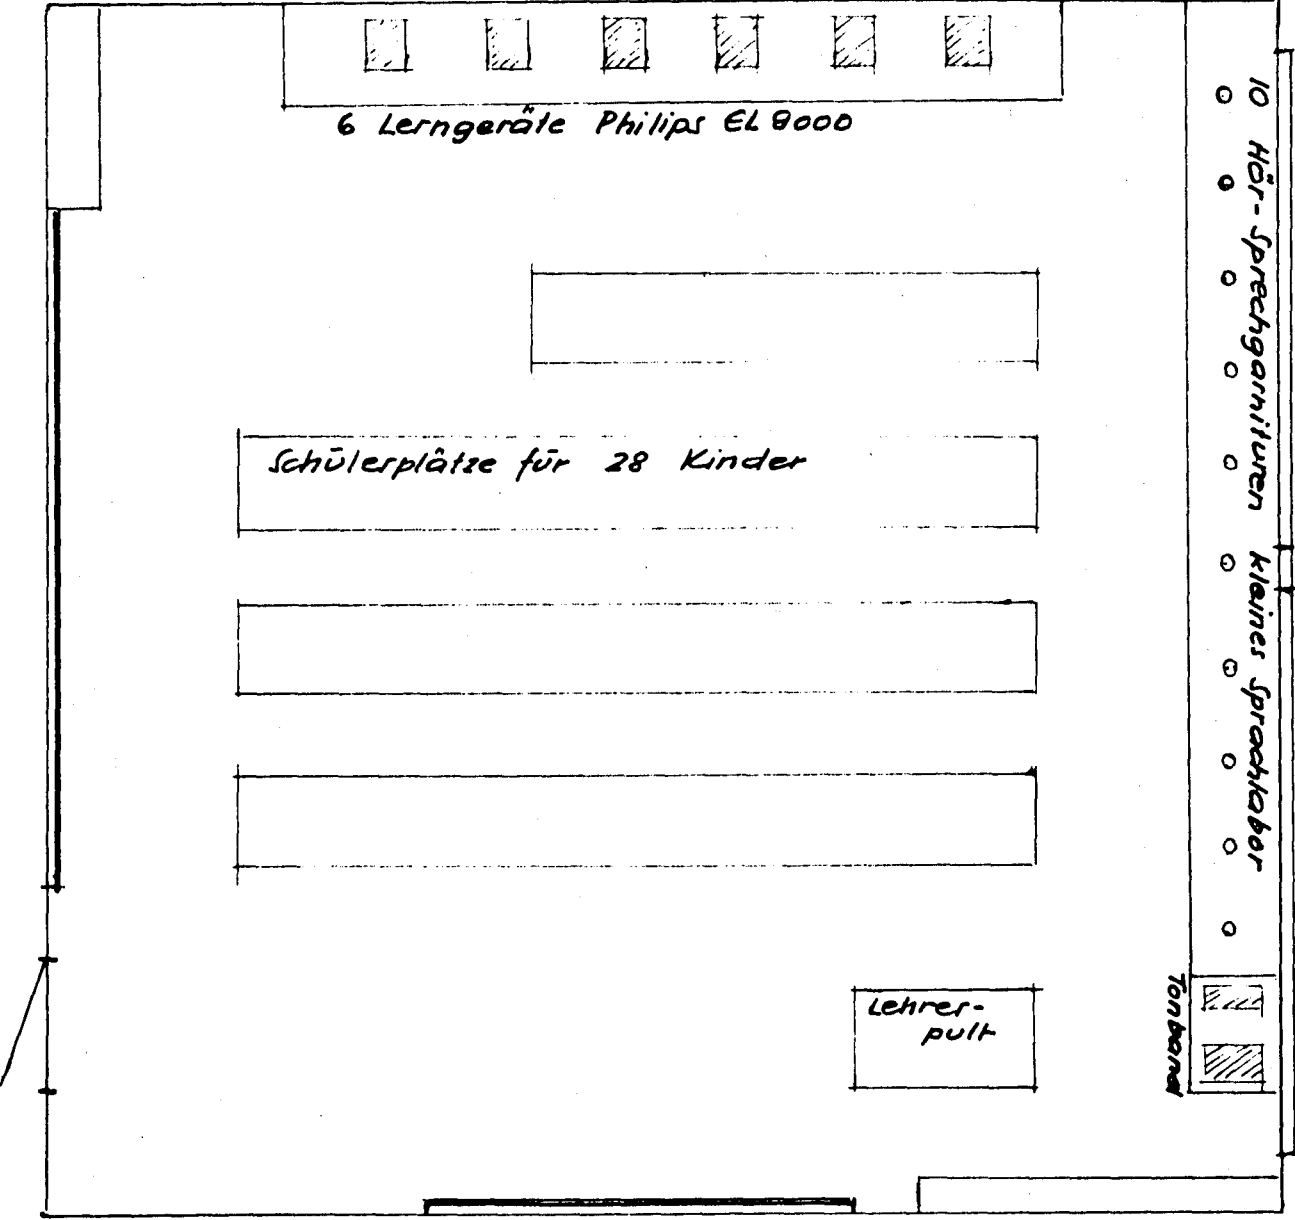 6 Lerngeräte Philips EL 8000
10 Hör-Sprechgarnituren kleines Sprachlabor
Schülerplätze für 28 Kinder
Lehrer-
pult
Tonband